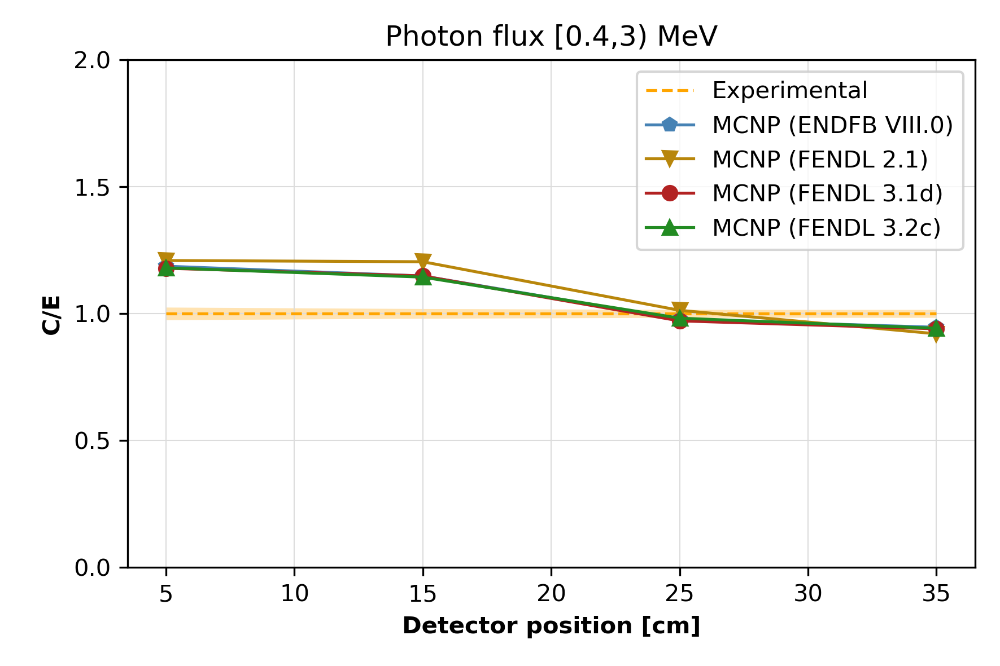 Photon flux [0.4,3) MeV
2.0
1.5
1.0
0.5
0.0
C/E
Experimental
MCNP (ENDFB VIII.0)
MCNP (FENDL 2.1)
MCNP (FENDL 3.1d)
MCNP (FENDL 3.2c)
5 10 15 20 25 30 35
Detector position [cm]